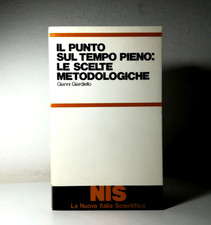 IL PUNTO
SUL TEMPO PIENO:
LE SCELTE
METODOLOGICHE
Gianni Giardiello
NIS
La Nuova Italia Scientifica